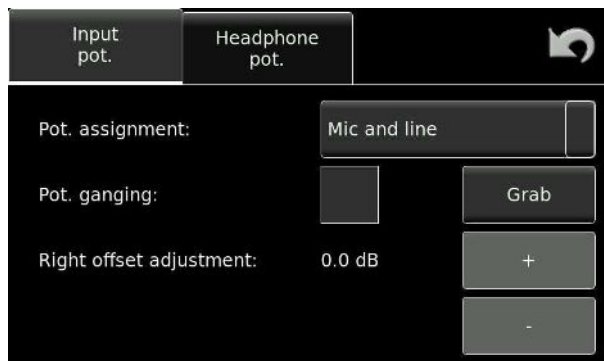 Input
pot.
Headphone
pot.
Pot. assignment:
Mic and line
Pot. ganging:
Grab
Right offset adjustment:
0.0 dB
+
-